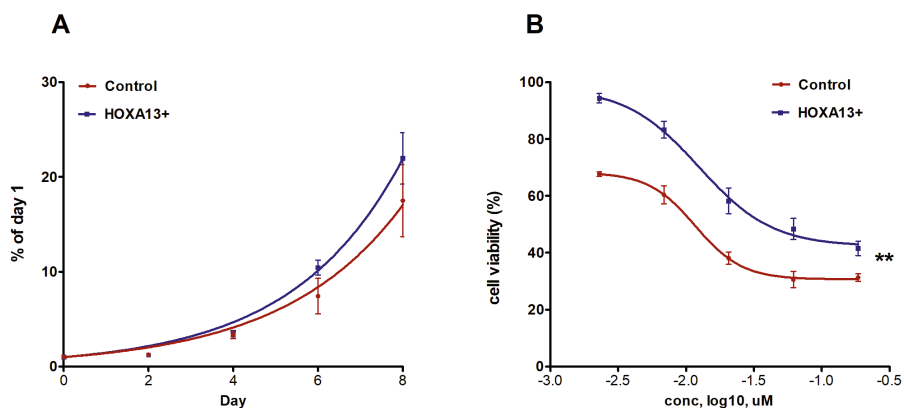 A
Control
HOXA13+
30
20
10
0
% of day 1
0 2 4 6 8
Day
B
Control
HOXA13+
100
80
60
40
20
0
cell viability (%)
**
-3.0 -2.5 -2.0 -1.5 -1.0 -0.5
conc, log10, uM